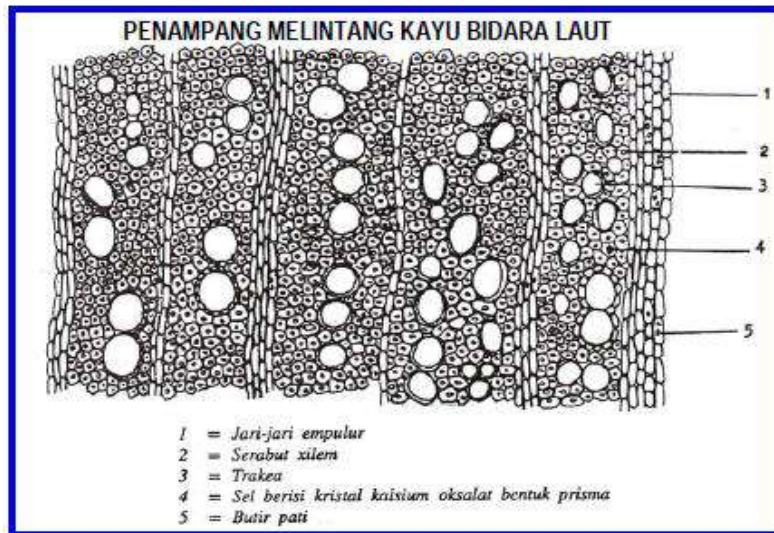 PENAMPANG MELINTANG KAYU BIDARA LAUT
1
2
3
4
5
1 = Jari-jari empulur
2 = Serabut xilem
3 = Trakea
4 = Sel berisi kristal kalsium oksalat bentuk prisma
5 = Butir pati